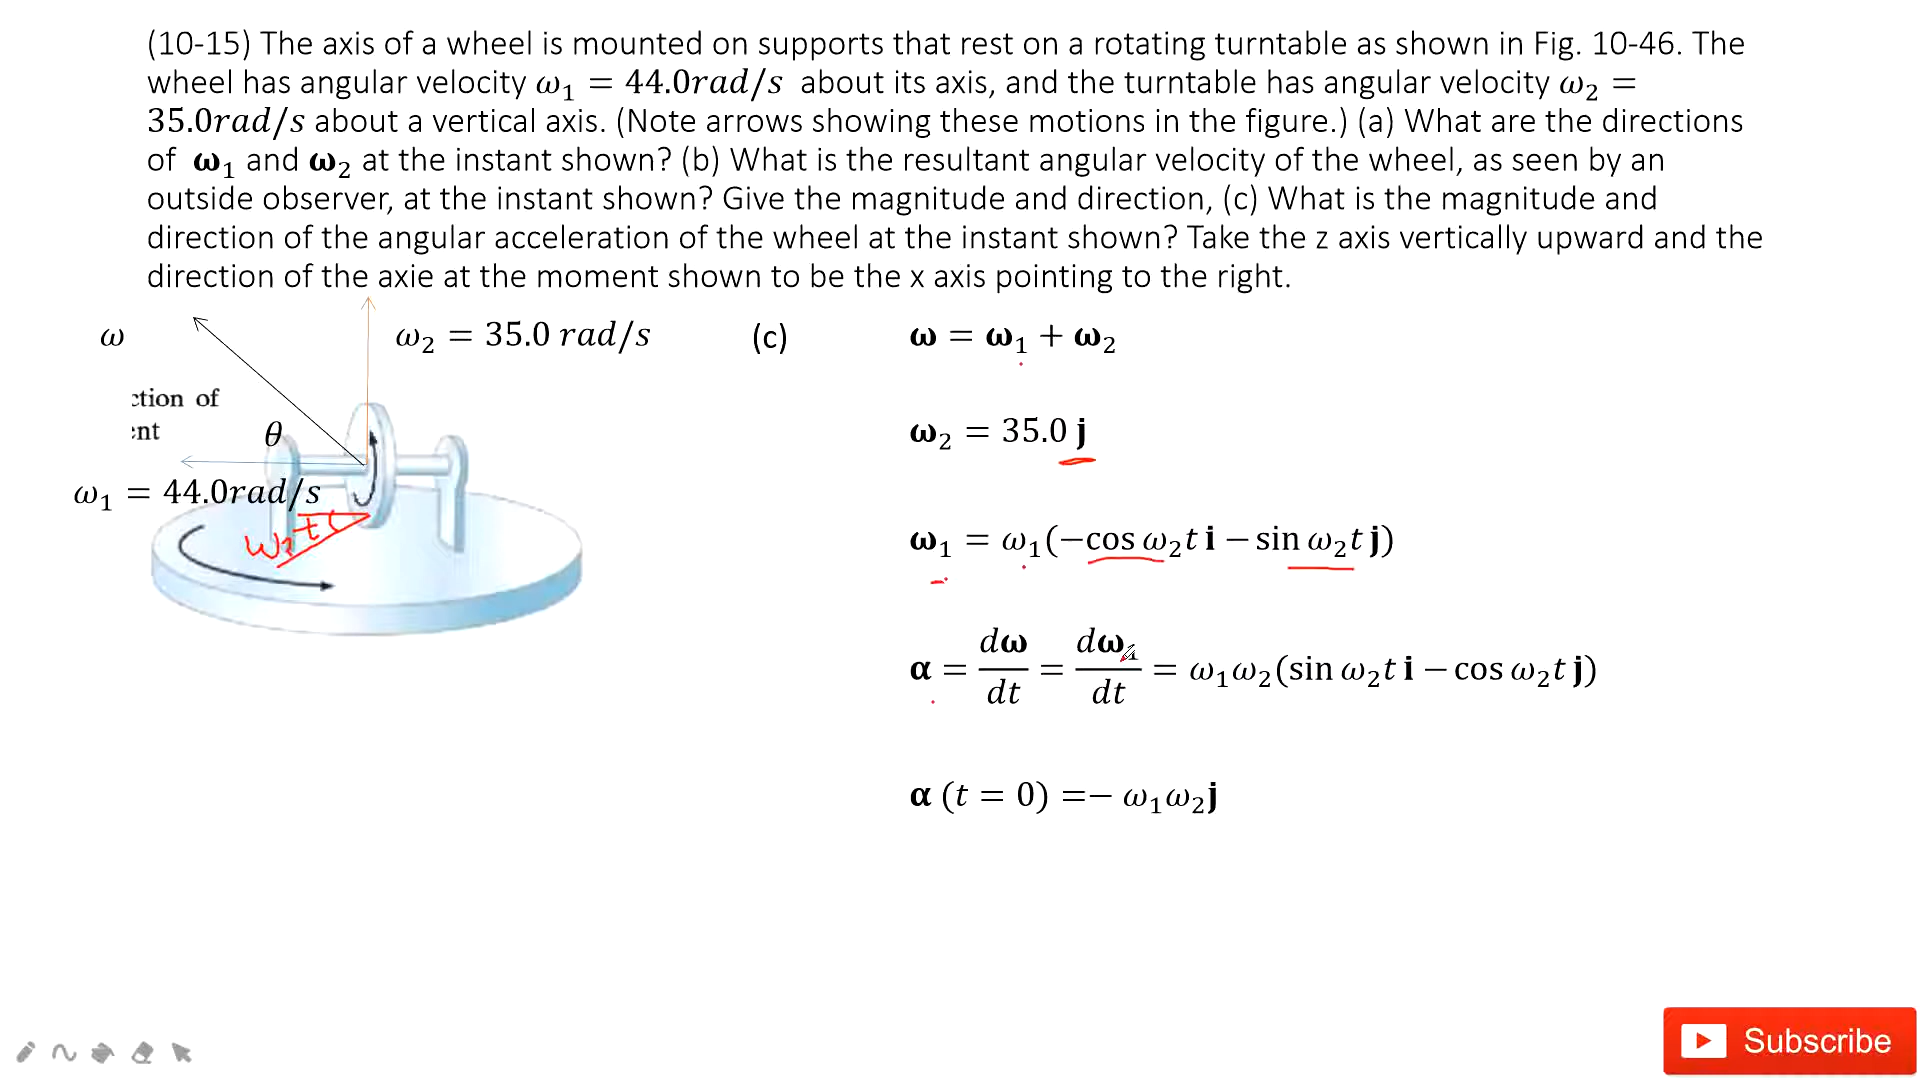 (10-15) The axis of a wheel is mounted on supports that rest on a rotating turntable as shown in Fig. 10-46. The
wheel has angular velocity ω₁ = 44.0rad/s about its axis, and the turntable has angular velocity ω₂ =
35.0rad/s about a vertical axis. (Note arrows showing these motions in the figure.) (a) What are the directions
of ω₁ and ω₂ at the instant shown? (b) What is the resultant angular velocity of the wheel, as seen by an
outside observer, at the instant shown? Give the magnitude and direction, (c) What is the magnitude and
direction of the angular acceleration of the wheel at the instant shown? Take the z axis vertically upward and the
direction of the axie at the moment shown to be the x axis pointing to the right.
ω
ω₂ = 35.0 rad/s
ction of
ent
θ
ω₁ = 44.0rad/s
ω₂t
(c)
ω = ω₁ + ω₂
ω₂ = 35.0 j
ω₁ = ω₁(−cos ω₂t i − sin ω₂t j)
α = dω/dt = dω₁/dt = ω₁ω₂(sin ω₂t i − cos ω₂t j)
α (t = 0) =− ω₁ω₂j
Subscribe